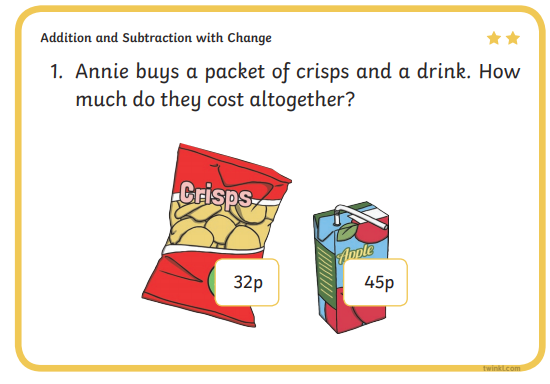 Addition and Subtraction with Change
1. Annie buys a packet of crisps and a drink. How
much do they cost altogether?
Crisps
Apple
32p
45p
twinkl.com